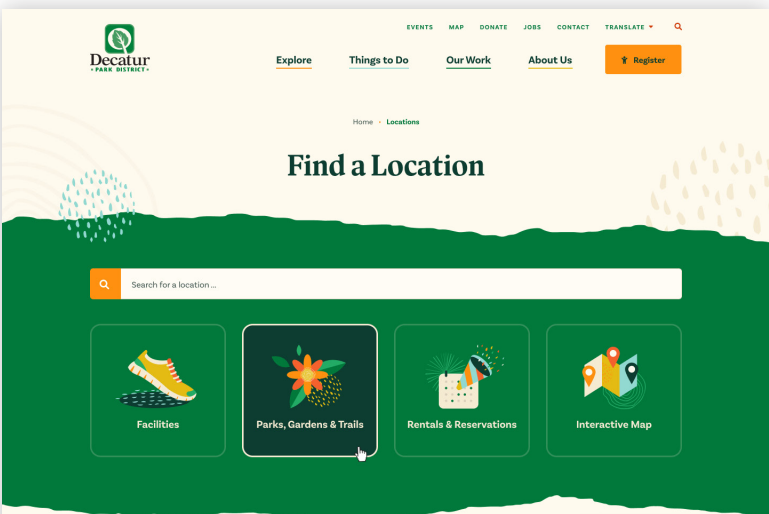 EVENTS MAP DONATE JOBS CONTACT TRANSLATE
Decatur
• PARK DISTRICT •
Explore Things to Do Our Work About Us Register
Home • Locations
Find a Location
Search for a location ...
Facilities Parks, Gardens & Trails Rentals & Reservations Interactive Map